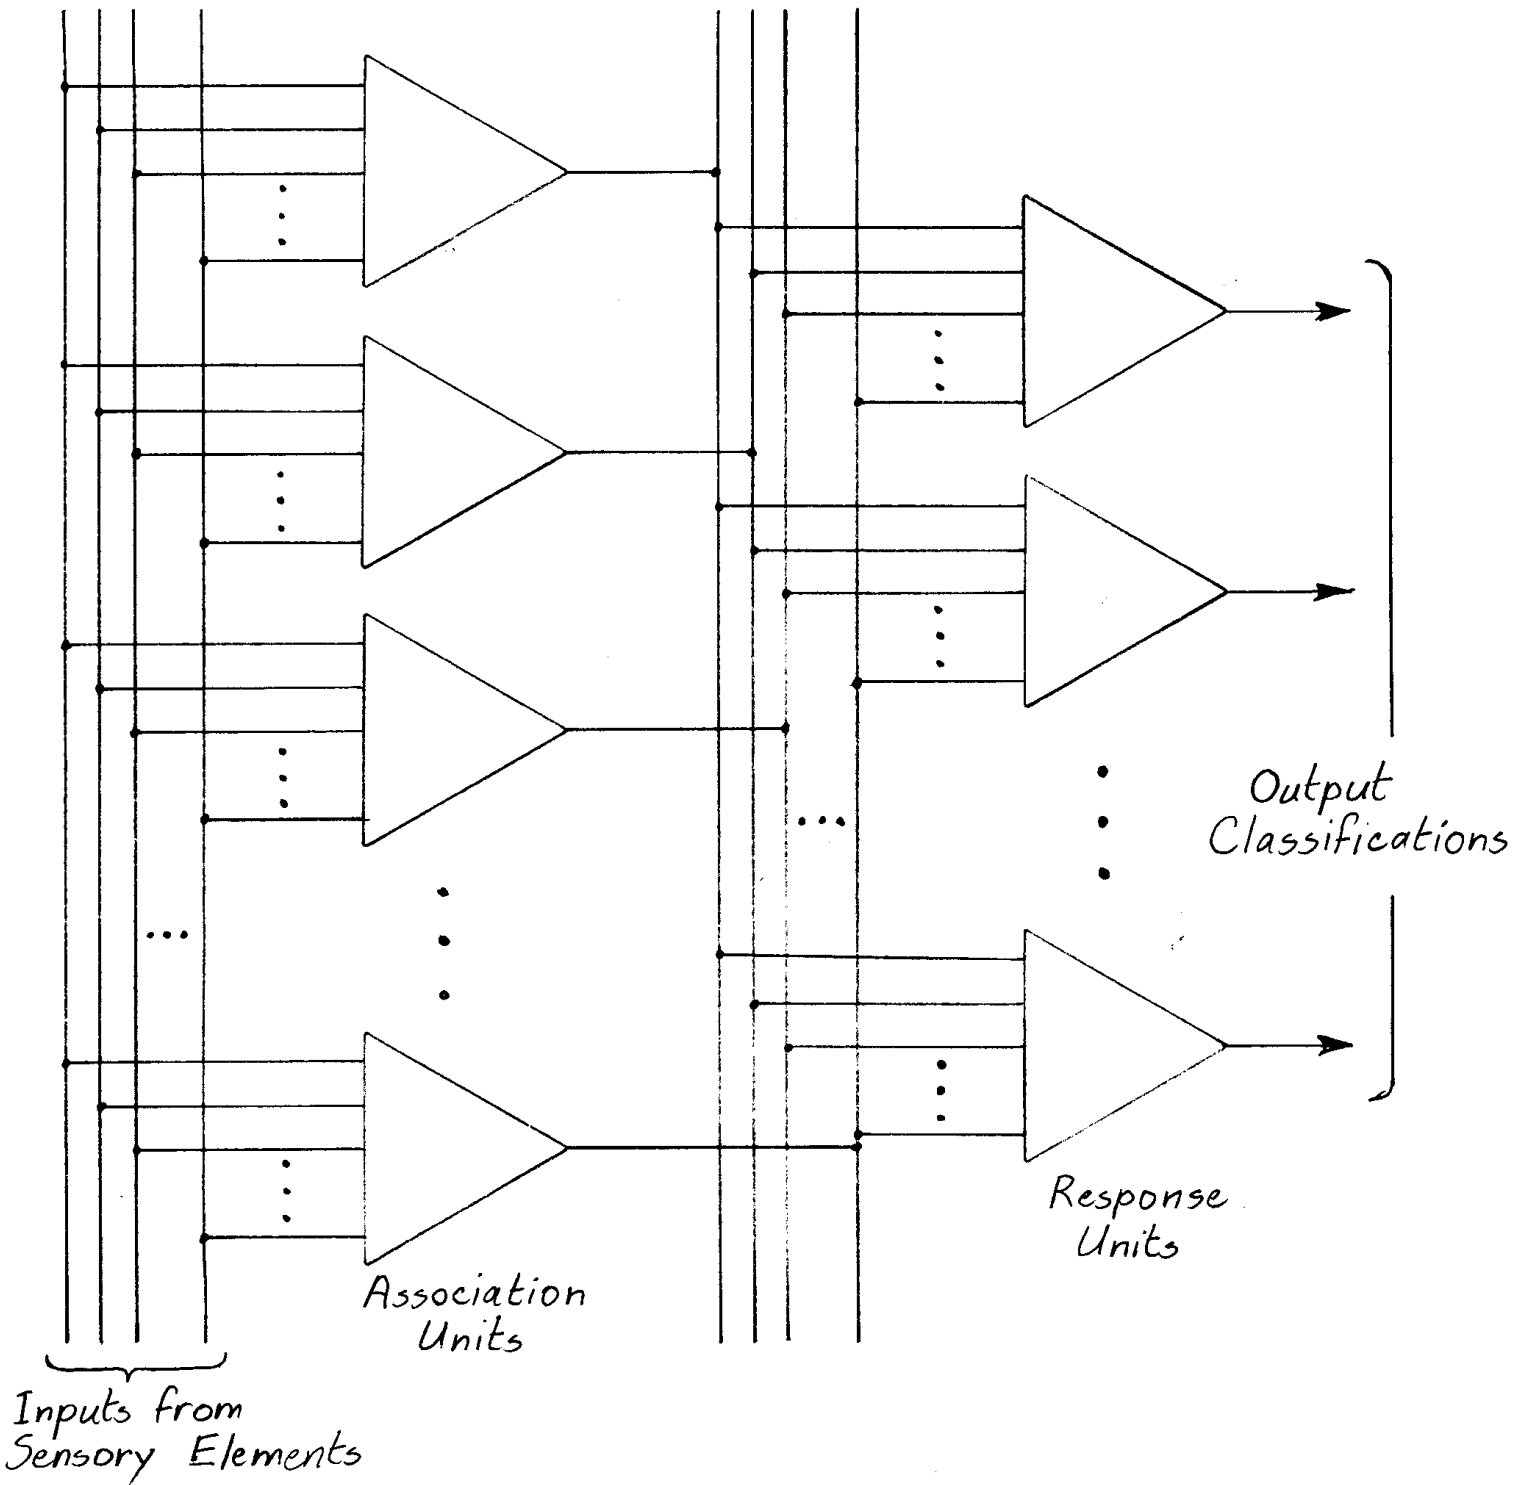 Output
Classifications
Response
Units
Association
Units
Inputs from
Sensory Elements